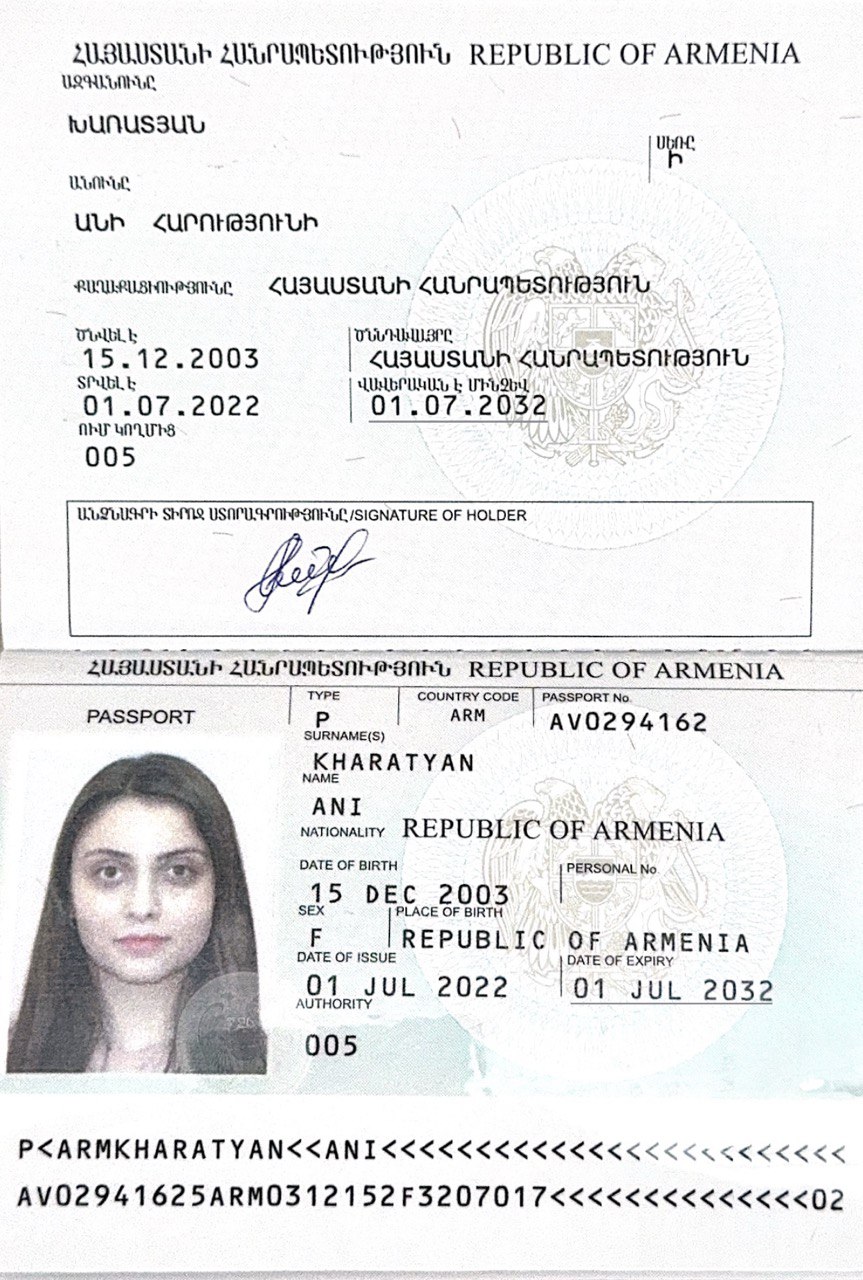 ՀԱՅԱՍՏԱՆԻ ՀԱՆՐԱՊԵՏՈՒԹՅՈՒՆ REPUBLIC OF ARMENIA
ԱԶԳԱՆՈՒՆԸ
ԽԱՌԱՏՅԱՆ
ՍԵՌԸ
Ի
ԱՆՈՒՆԸ
ԱՆԻ ՀԱՐՈՒԹՅՈՒՆԻ
ՔԱՂԱՔԱՑԻՈՒԹՅՈՒՆԸ ՀԱՅԱՍՏԱՆԻ ՀԱՆՐԱՊԵՏՈՒԹՅՈՒՆ
ԾՆՎԵԼ Է ԾՆՆԴԱՎԱՅՐԸ
15.12.2003 ՀԱՅԱՍՏԱՆԻ ՀԱՆՐԱՊԵՏՈՒԹՅՈՒՆ
ՏՐՎԵԼ Է ՎԱՎԵՐԱԿԱՆ Է ՄԻՆՉԵՎ
01.07.2022 01.07.2032
ՈՒՄ ԿՈՂՄԻՑ
005
ԱՆՁՆԱԳՐԻ ՏԻՐՈՋ ՍՏՈՐԱԳՐՈՒԹՅՈՒՆԸ/SIGNATURE OF HOLDER
ՀԱՅԱՍՏԱՆԻ ՀԱՆՐԱՊԵՏՈՒԹՅՈՒՆ REPUBLIC OF ARMENIA
PASSPORT
TYPE COUNTRY CODE PASSPORT No.
P ARM AV0294162
SURNAME(S)
KHARATYAN
NAME
ANI
NATIONALITY REPUBLIC OF ARMENIA
DATE OF BIRTH PERSONAL No.
15 DEC 2003
SEX PLACE OF BIRTH
F REPUBLIC OF ARMENIA
DATE OF ISSUE DATE OF EXPIRY
01 JUL 2022 01 JUL 2032
AUTHORITY
005
P<ARMKHARATYAN<<ANI<<<<<<<<<<<<<<<<<<<<<<<<<
AV02941625ARM0312152F3207017<<<<<<<<<<<<<<02